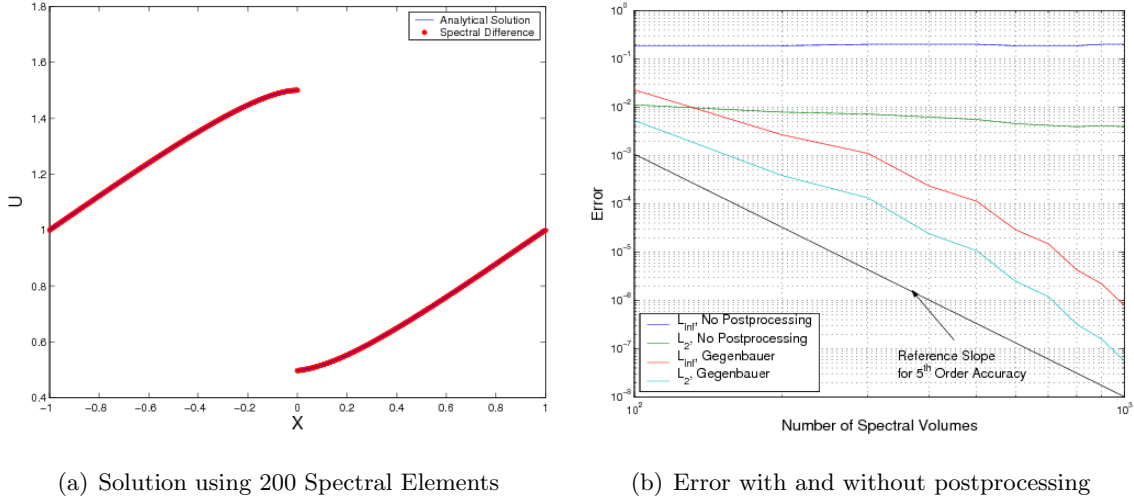 1.8
1.6
1.4
1.2
1
0.8
0.6
0.4
U
−1
−0.8
−0.6
−0.4
−0.2
0
0.2
0.4
0.6
0.8
1
X
Analytical Solution
Spectral Difference
(a) Solution using 200 Spectral Elements
10^0
10^-1
10^-2
10^-3
10^-4
10^-5
10^-6
10^-7
10^-8
Error
L_inf, No Postprocessing
L_2, No Postprocessing
L_inf, Gegenbauer
L_2, Gegenbauer
Reference Slope
for 5^th Order Accuracy
10^2
10^3
Number of Spectral Volumes
(b) Error with and without postprocessing